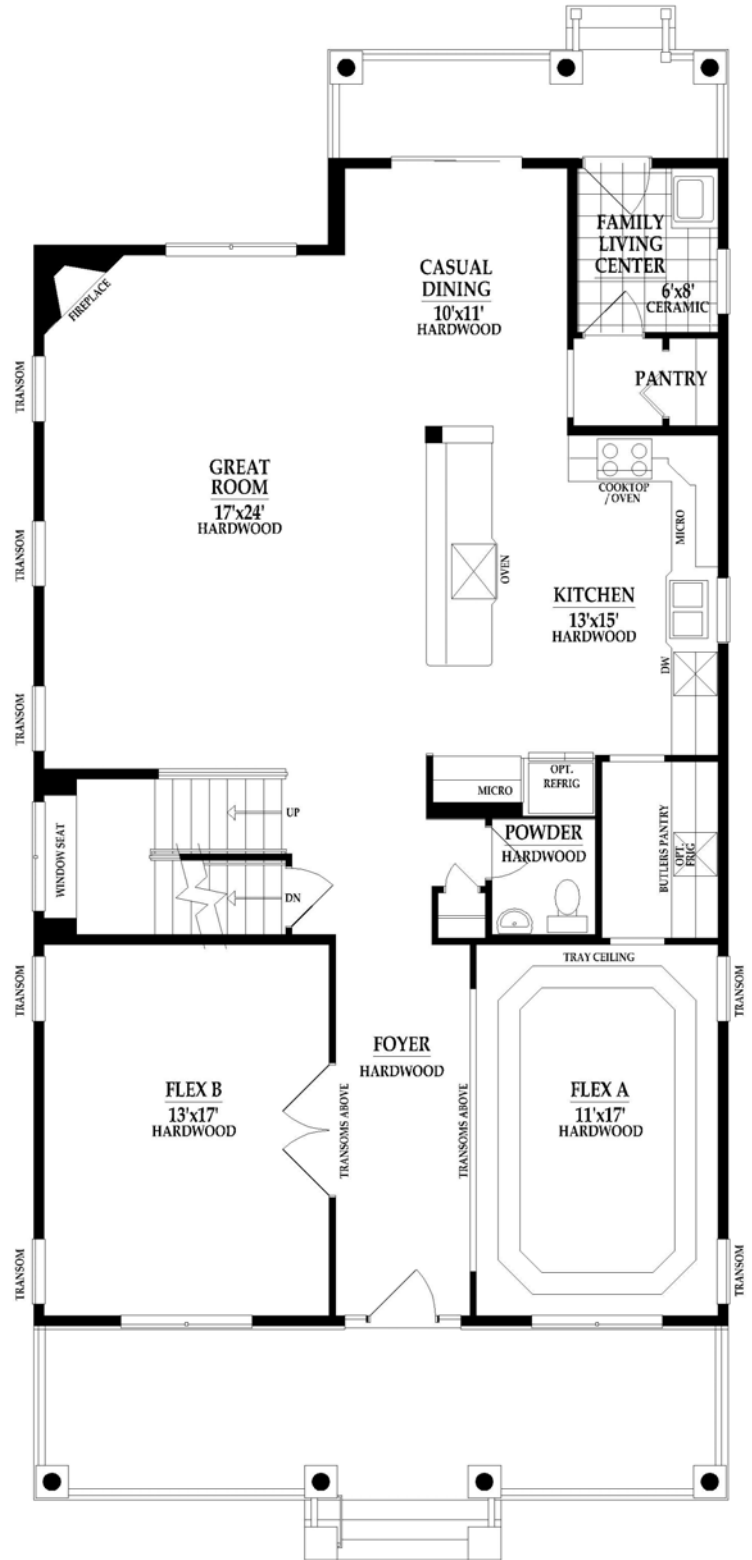 FAMILY
LIVING
CENTER
6'x8'
CERAMIC
CASUAL
DINING
10'x11'
HARDWOOD
FIREPLACE
PANTRY
TRANSOM
GREAT
ROOM
17'x24'
HARDWOOD
COOKTOP
/ OVEN
MICRO
TRANSOM
OVEN
KITCHEN
13'x15'
HARDWOOD
DW
TRANSOM
OPT.
REFRIG
MICRO
UP
WINDOW SEAT
POWDER
HARDWOOD
BUTLERS PANTRY
OPT.
FRIG
DN
TRAY CEILING
TRANSOM
TRANSOM
FOYER
HARDWOOD
FLEX B
13'x17'
HARDWOOD
TRANSOMS ABOVE
TRANSOMS ABOVE
FLEX A
11'x17'
HARDWOOD
TRANSOM
TRANSOM